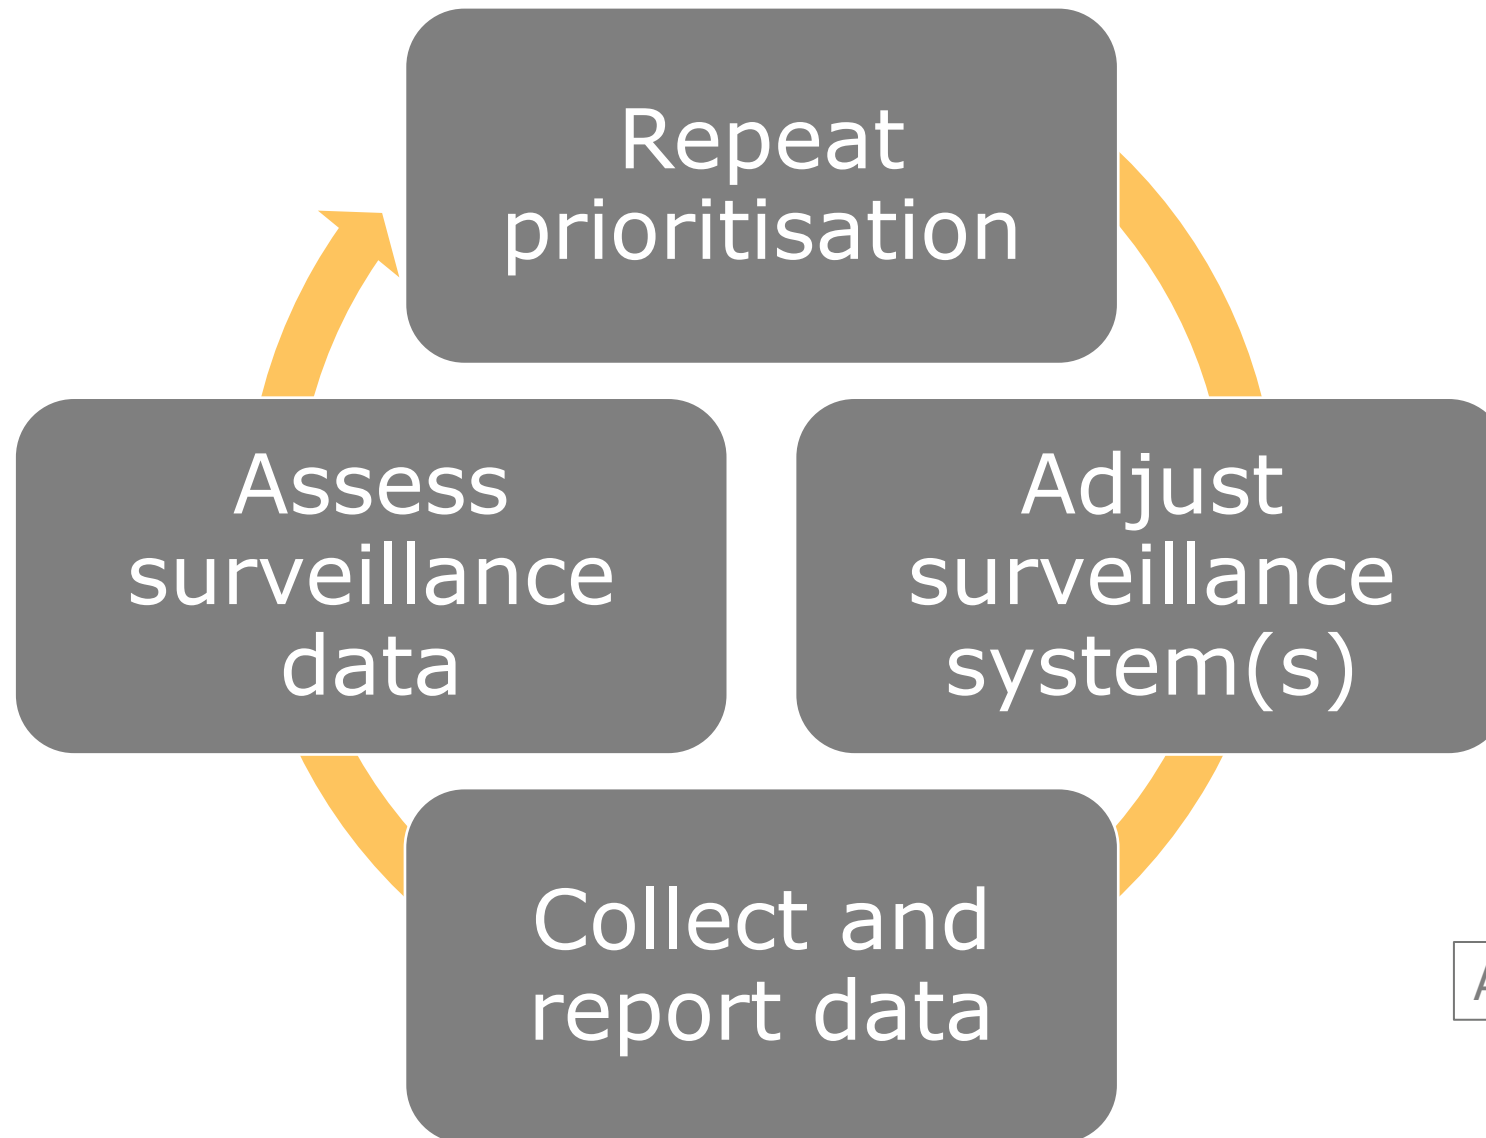 Repeat
prioritisation
Adjust
surveillance
system(s)
Collect and
report data
Assess
surveillance
data